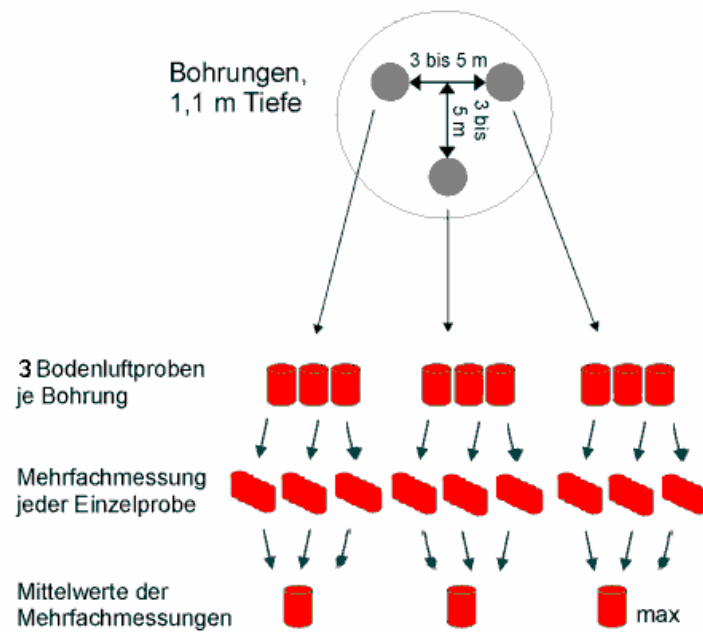 Bohrungen,
1,1 m Tiefe
3 bis 5 m
3 bis
5 m
3 Bodenluftproben
je Bohrung
Mehrfachmessung
jeder Einzelprobe
Mittelwerte der
Mehrfachmessungen
max